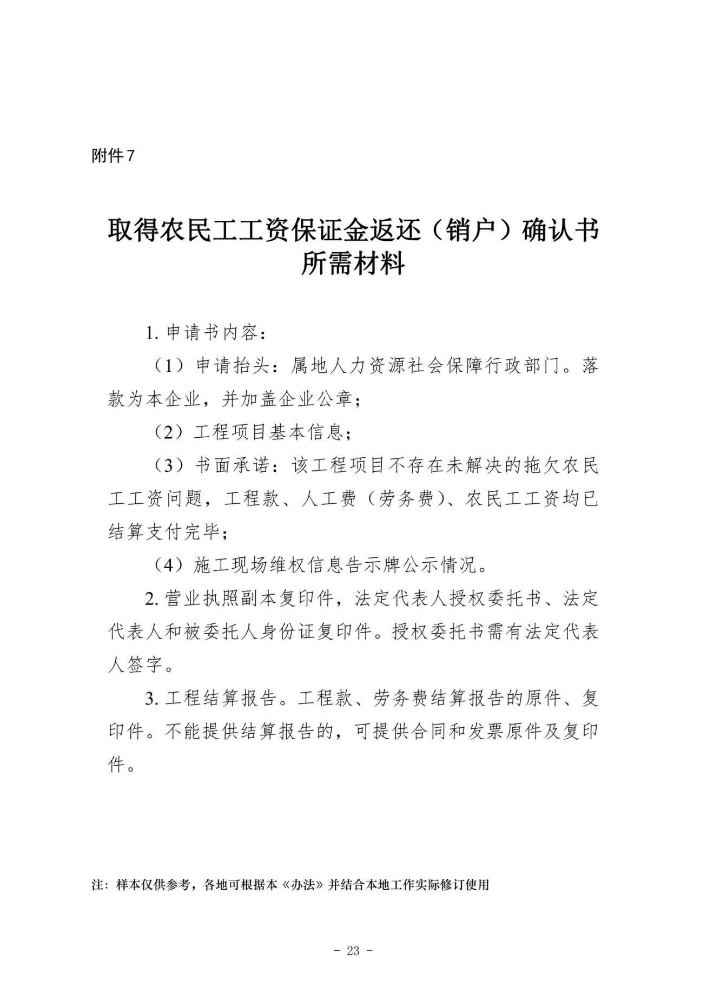 附件7
取得农民工工资保证金返还（销户）确认书
所需材料
1. 申请书内容：
（1）申请抬头：属地人力资源社会保障行政部门。落
款为本企业，并加盖企业公章；
（2）工程项目基本信息；
（3）书面承诺：该工程项目不存在未解决的拖欠农民
工工资问题，工程款、人工费（劳务费）、农民工工资均已
结算支付完毕；
（4）施工现场维权信息告示牌公示情况。
2. 营业执照副本复印件，法定代表人授权委托书、法定
代表人和被委托人身份证复印件。授权委托书需有法定代表
人签字。
3. 工程结算报告。工程款、劳务费结算报告的原件、复
印件。不能提供结算报告的，可提供合同和发票原件及复印
件。
注：样本仅供参考，各地可根据本《办法》并结合本地工作实际修订使用
- 23 -